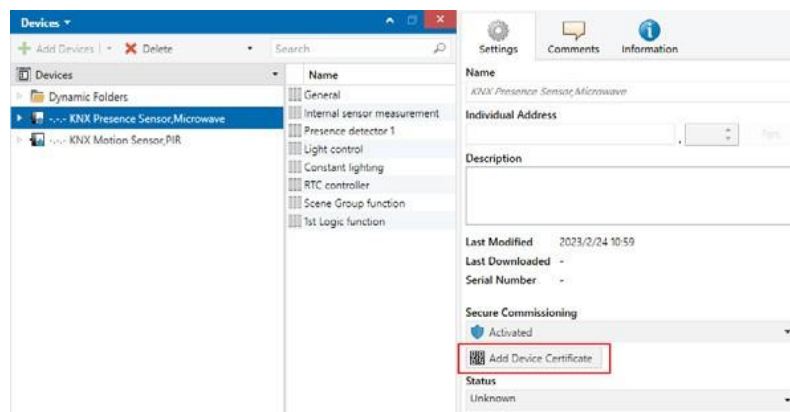 Devices
Add Devices
Delete
Search
Devices
Dynamic Folders
-.-.- KNX Presence Sensor,Microwave
-.-.- KNX Motion Sensor,PIR
Name
General
Internal sensor measurement
Presence detector 1
Light control
Constant lighting
RTC controller
Scene Group function
1st Logic function
Settings
Comments
Information
Name
KNX Presence Sensor,Microwave
Individual Address
.
Description
Last Modified 2023/2/24 10:59
Last Downloaded -
Serial Number -
Secure Commissioning
Activated
Add Device Certificate
Status
Unknown